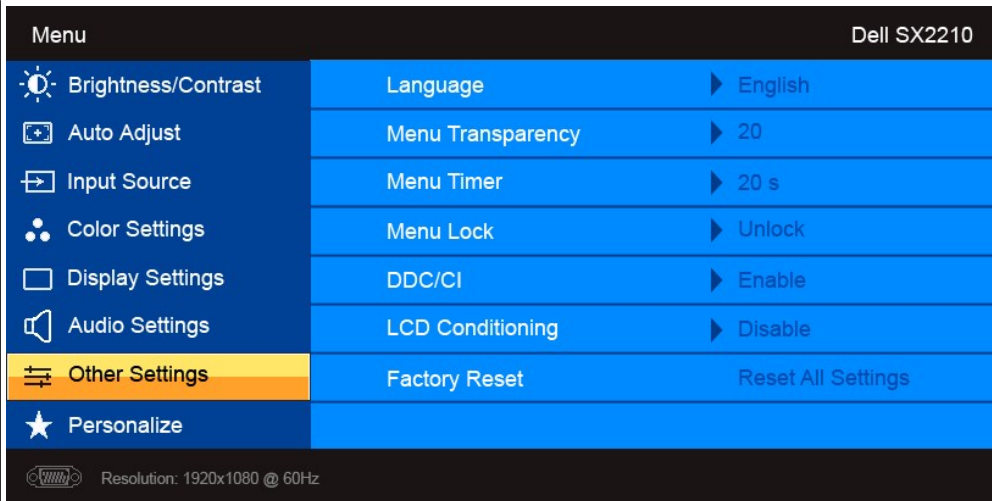 Menu Dell SX2210
Brightness/Contrast Language English
Auto Adjust Menu Transparency 20
Input Source Menu Timer 20 s
Color Settings Menu Lock Unlock
Display Settings DDC/CI Enable
Audio Settings LCD Conditioning Disable
Other Settings Factory Reset Reset All Settings
Personalize
Resolution: 1920x1080 @ 60Hz